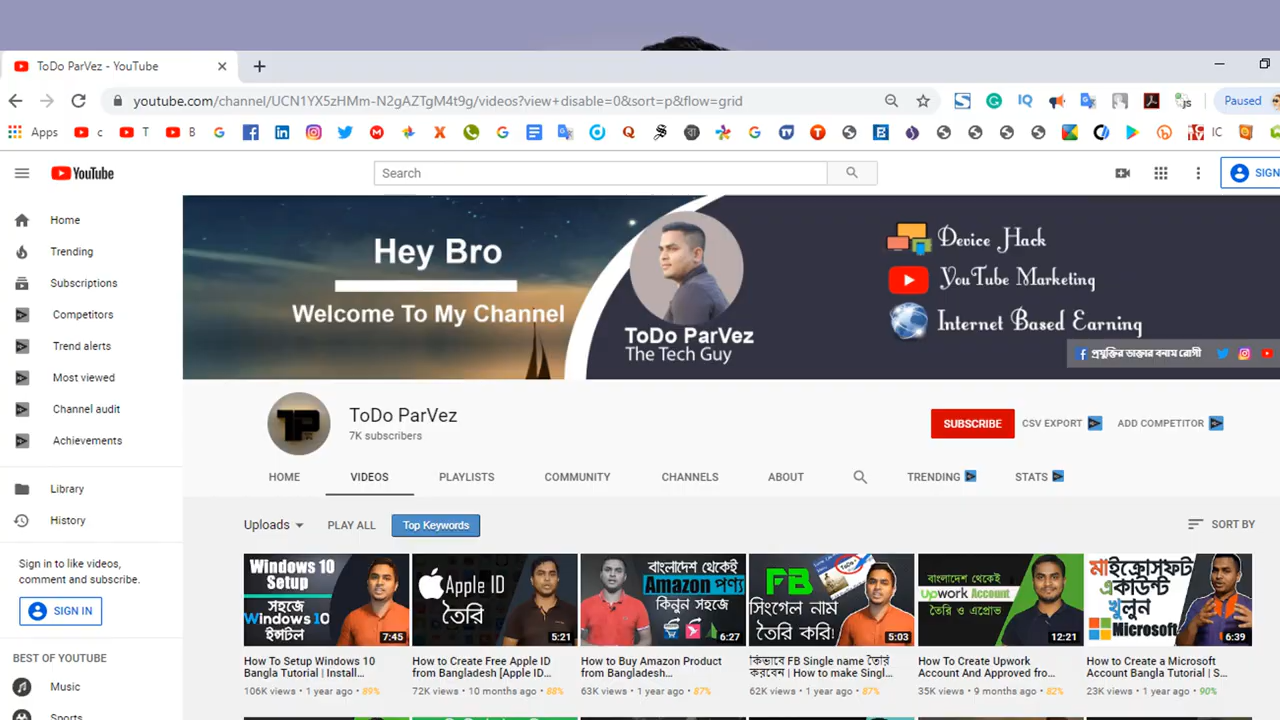 ToDo ParVez - YouTube
youtube.com/channel/UCN1YX5zHMm-N2gAZTgM4t9g/videos?view+disable=0&sort=p&flow=grid
Paused
Apps
C
T
B
IC
YouTube
Search
SIGN
Home
Trending
Subscriptions
Competitors
Trend alerts
Most viewed
Channel audit
Achievements
Library
History
Sign in to like videos,
comment and subscribe.
SIGN IN
BEST OF YOUTUBE
Music
Sports
Hey Bro
Welcome To My Channel
ToDo ParVez
The Tech Guy
Device Hack
YouTube Marketing
Internet Based Earning
প্রযুক্তির ডাক্তার বনাম রোগী
ToDo ParVez
7K subscribers
SUBSCRIBE
CSV EXPORT
ADD COMPETITOR
HOME VIDEOS PLAYLISTS COMMUNITY CHANNELS ABOUT TRENDING STATS
Uploads PLAY ALL Top Keywords SORT BY
Windows 10
Setup
সহজে
Windows 10
ইন্সটল
7:45
How To Setup Windows 10
Bangla Tutorial | Install...
106K views • 1 year ago • 89%
Apple ID
তৈরি
5:21
How to Create Free Apple ID
from Bangladesh [Apple ID...
72K views • 10 months ago • 88%
বাংলাদেশ থেকেই
Amazon পণ্য
কিনুন সহজে
6:27
How to Buy Amazon Product
from Bangladesh...
63K views • 1 year ago • 87%
FB
সিংগেল নাম
তৈরি করি!
5:03
কিভাবে FB Single name তৈরি
করবেন | How to make Singl...
62K views • 1 year ago • 87%
বাংলাদেশ থেকেই
Upwork Account
তৈরি ও এপ্রোভ
12:21
How To Create Upwork
Account And Approved fro...
35K views • 9 months ago • 82%
মাইক্রোসফট
একাউন্ট
খুলুন
Microsoft
6:39
How to Create a Microsoft
Account Bangla Tutorial | S...
23K views • 1 year ago • 90%